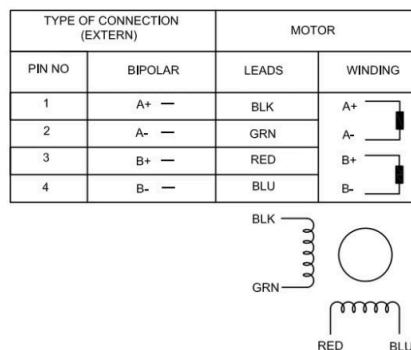 TYPE OF CONNECTION
(EXTERN)
MOTOR
PIN NO
BIPOLAR
LEADS
WINDING
1
A+ —
BLK
A+
2
A- —
GRN
A-
3
B+ —
RED
B+
4
B- —
BLU
B-
BLK
GRN
RED
BLU